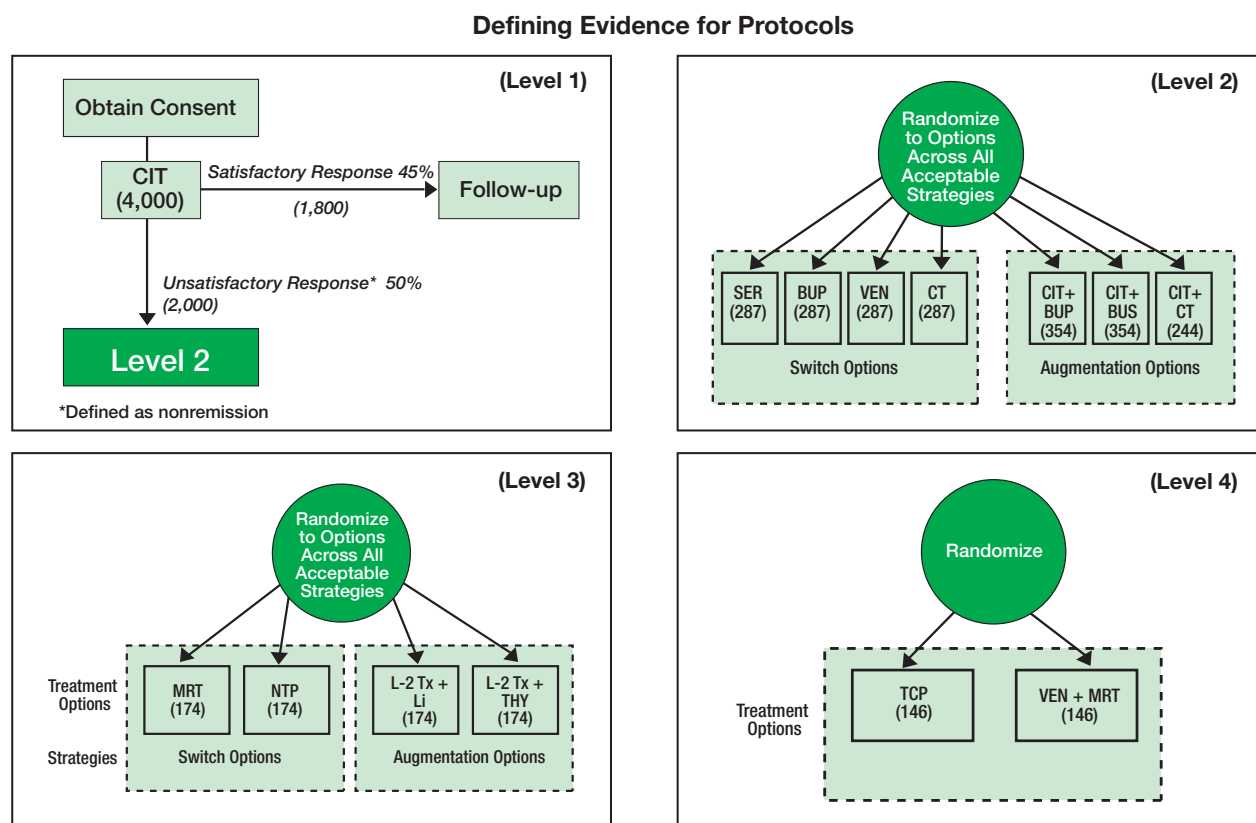 Defining Evidence for Protocols
(Level 1)
Obtain Consent
CIT
(4,000)
Satisfactory Response 45%
(1,800)
Follow-up
Unsatisfactory Response* 50%
(2,000)
Level 2
*Defined as nonremission
(Level 2)
Randomize
to Options
Across All
Acceptable
Strategies
SER
(287)
BUP
(287)
VEN
(287)
CT
(287)
Switch Options
CIT+
BUP
(354)
CIT+
BUS
(354)
CIT+
CT
(244)
Augmentation Options
(Level 3)
Randomize
to Options
Across All
Acceptable
Strategies
Treatment
Options
MRT
(174)
NTP
(174)
L-2 Tx +
Li
(174)
L-2 Tx +
THY
(174)
Strategies
Switch Options
Augmentation Options
(Level 4)
Randomize
Treatment
Options
TCP
(146)
VEN + MRT
(146)